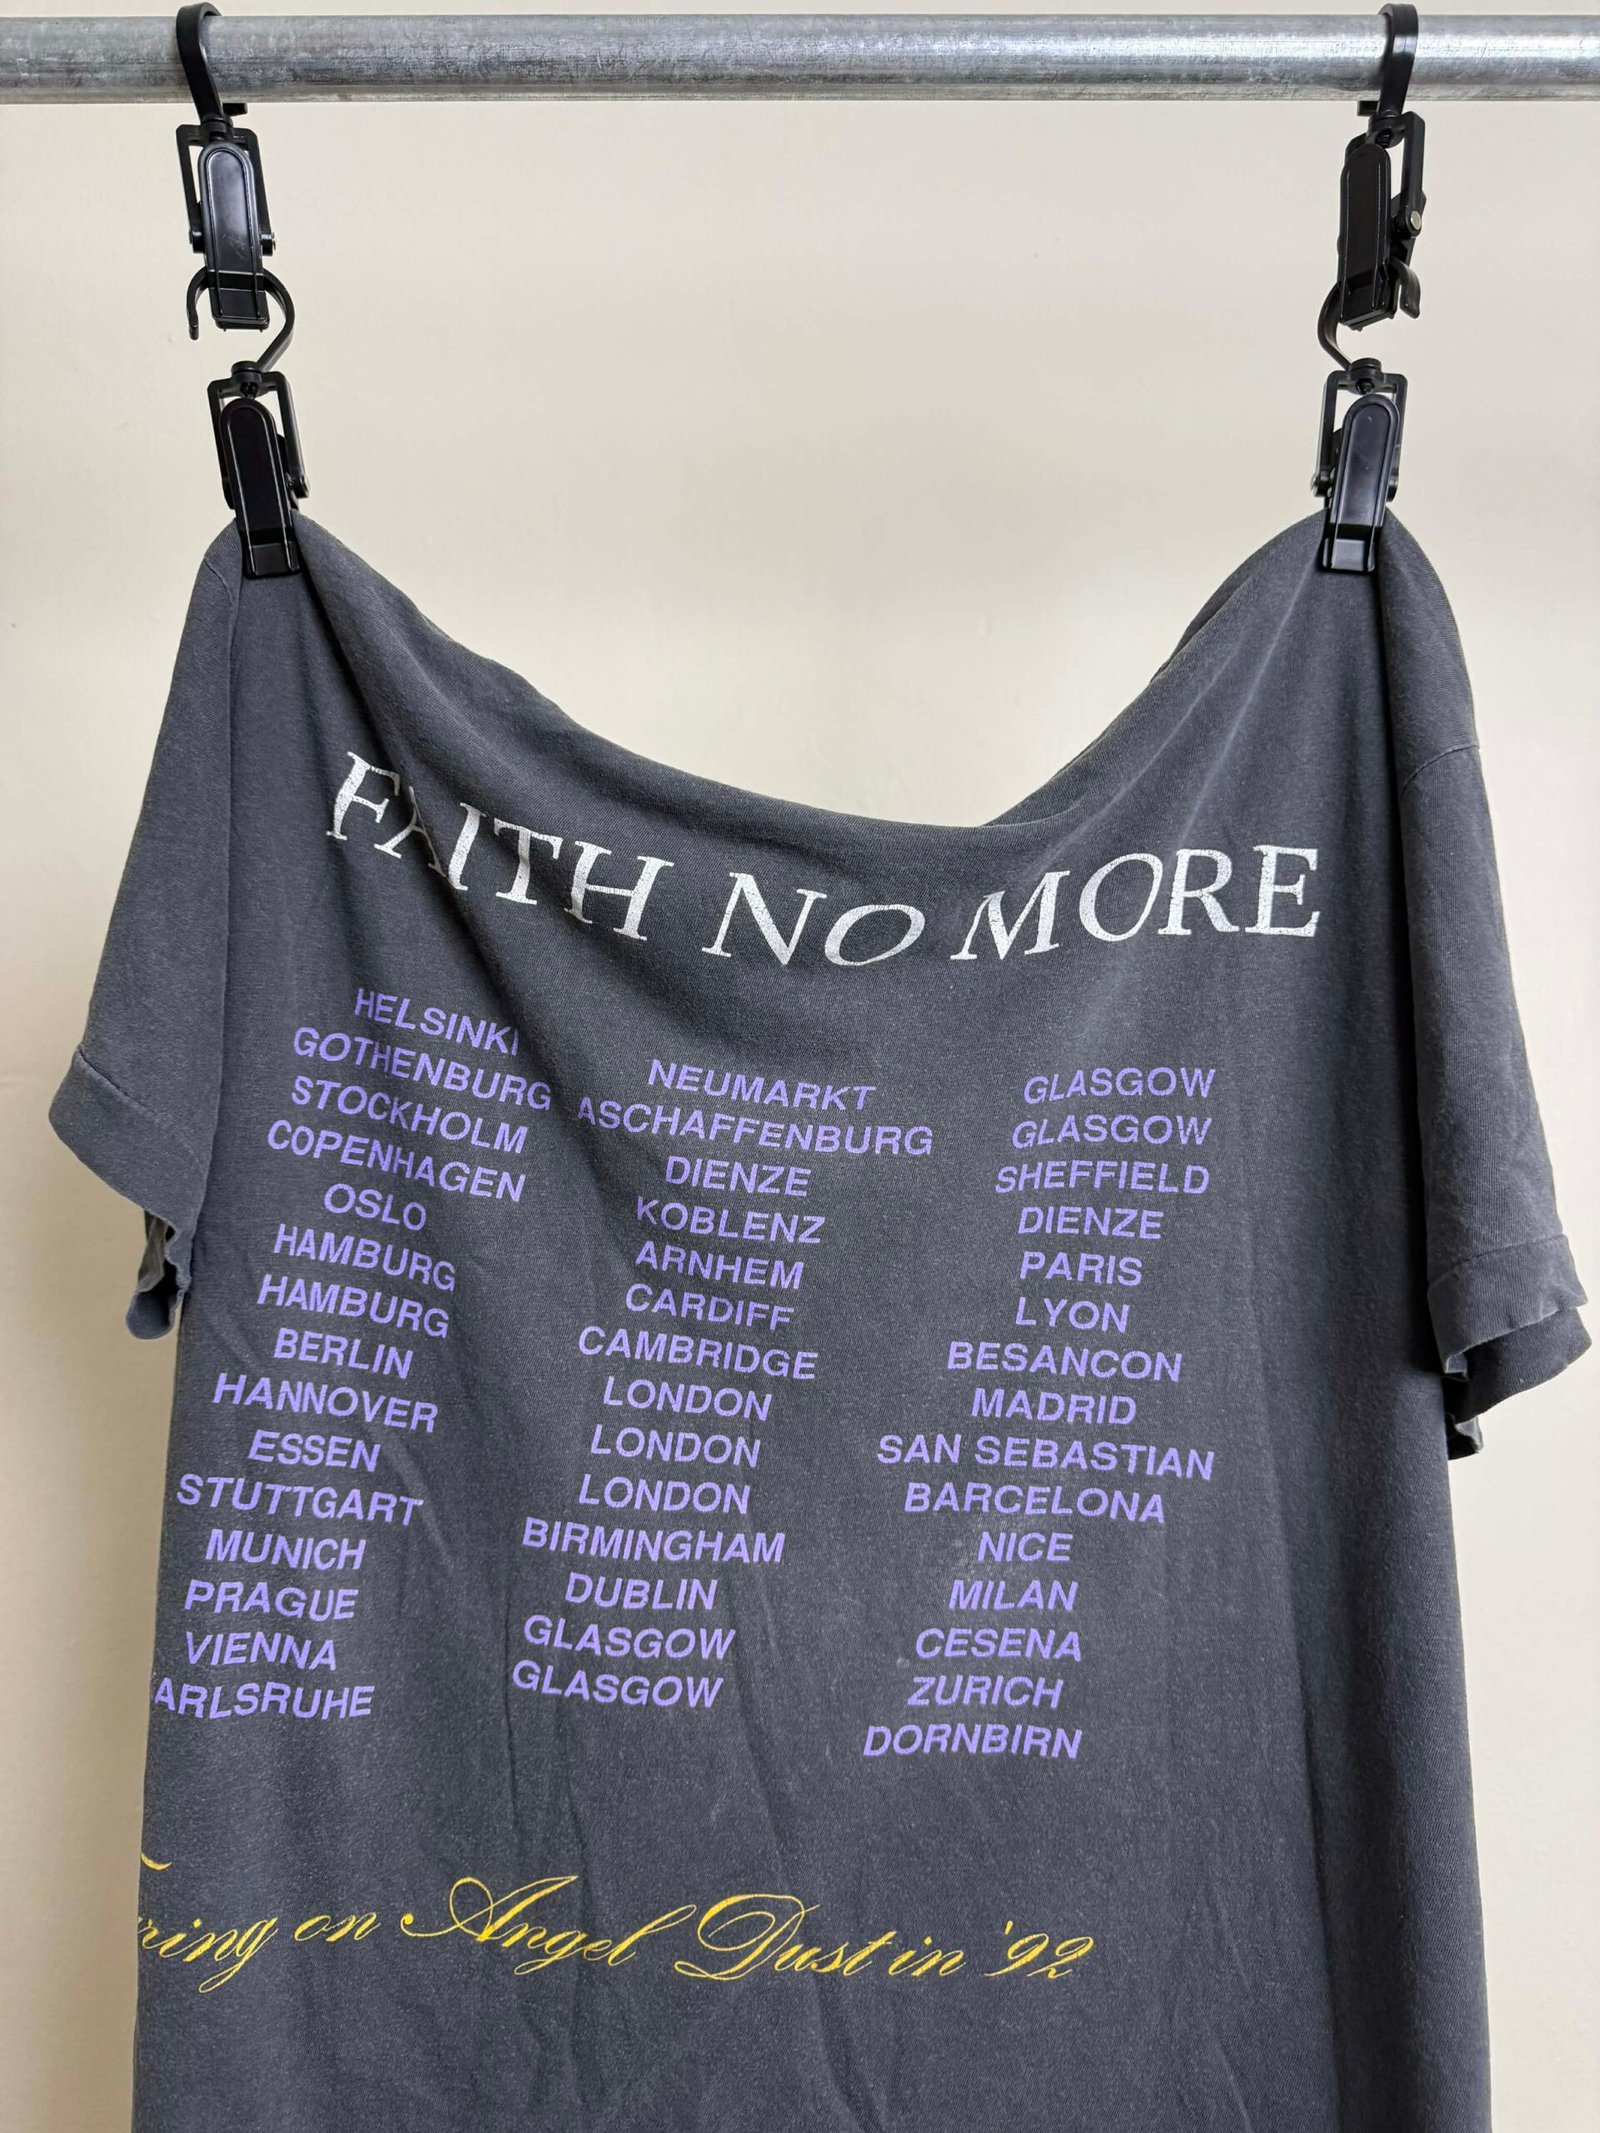 FAITH NO MORE
HELSINKI
GOTHENBURG
STOCKHOLM
COPENHAGEN
OSLO
HAMBURG
HAMBURG
BERLIN
HANNOVER
ESSEN
STUTTGART
MUNICH
PRAGUE
VIENNA
KARLSRUHE
NEUMARKT
ASCHAFFENBURG
DIENZE
KOBLENZ
ARNHEM
CARDIFF
CAMBRIDGE
LONDON
LONDON
LONDON
BIRMINGHAM
DUBLIN
GLASGOW
GLASGOW
GLASGOW
GLASGOW
SHEFFIELD
DIENZE
PARIS
LYON
BESANCON
MADRID
SAN SEBASTIAN
BARCELONA
NICE
MILAN
CESENA
ZURICH
DORNBIRN
on Angel Dust in '92